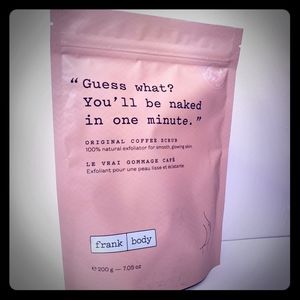 “Guess what?
You’ll be naked
in one minute.”
ORIGINAL COFFEE SCRUB
100% natural exfoliator for smooth, glowing skin.
LE VRAI GOMMAGE CAFÉ
Exfoliant pour une peau lisse et éclatante.
frank body
℮ 200 g — 7.05 oz